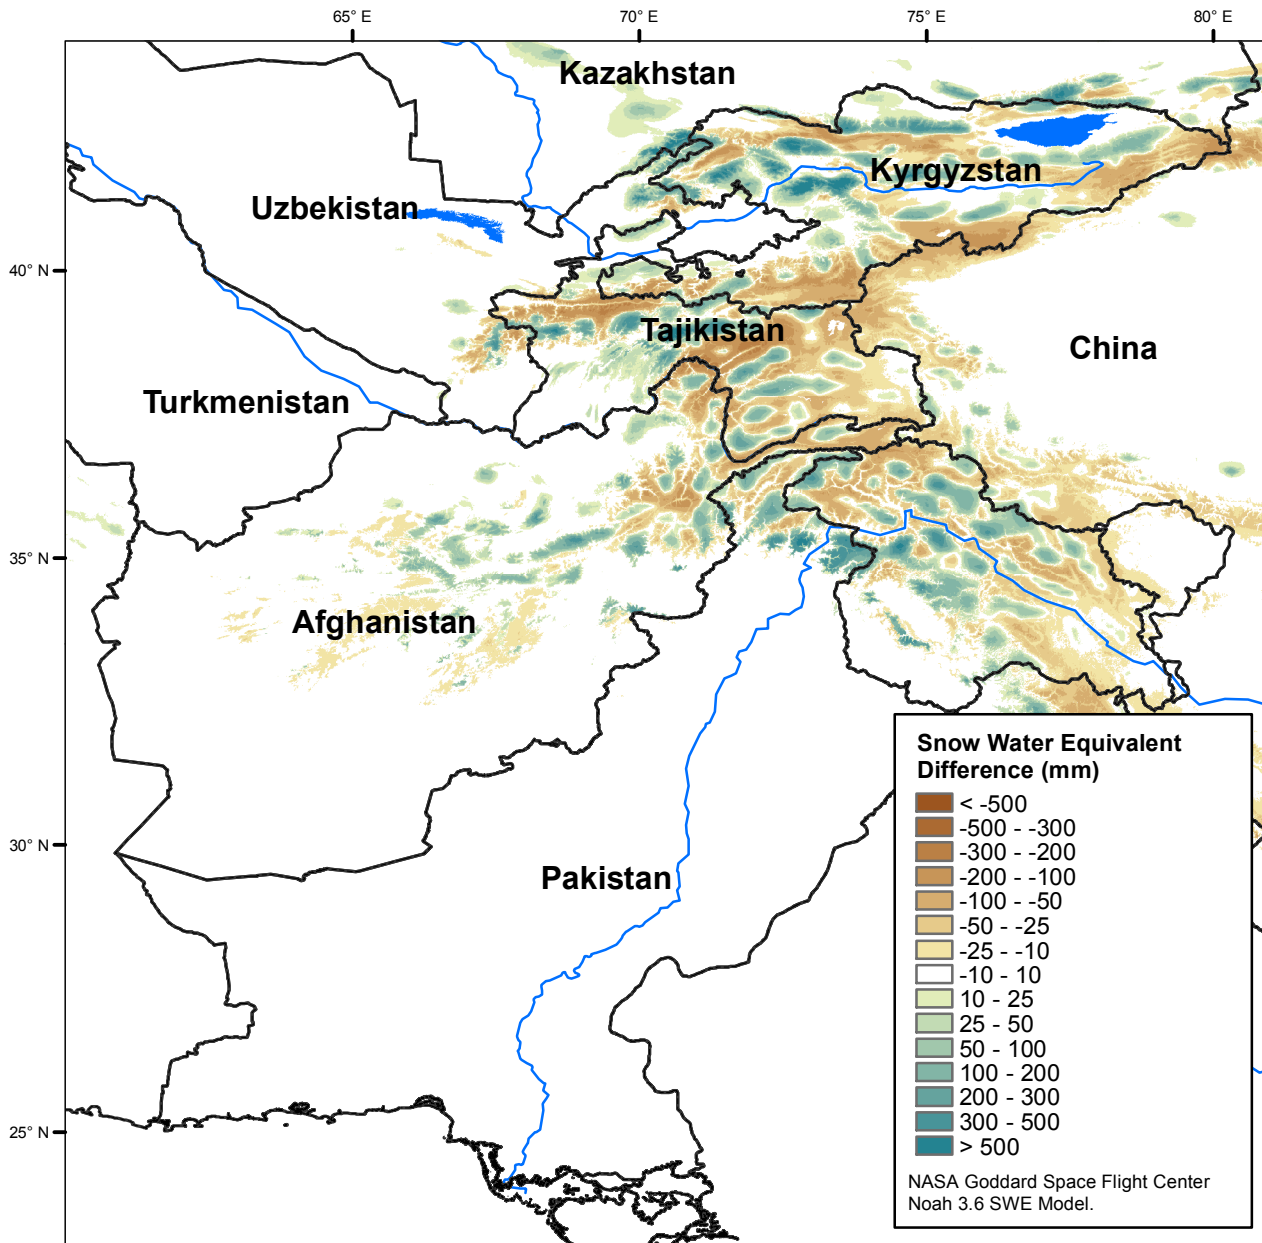 65° E
70° E
75° E
80° E
Kazakhstan
Kyrgyzstan
Uzbekistan
40° N
Tajikistan
China
Turkmenistan
35° N
Afghanistan
Snow Water Equivalent
Difference (mm)
< -500
-500 - -300
-300 - -200
-200 - -100
-100 - -50
-50 - -25
-25 - -10
-10 - 10
10 - 25
25 - 50
50 - 100
100 - 200
200 - 300
300 - 500
> 500
NASA Goddard Space Flight Center
Noah 3.6 SWE Model.
30° N
Pakistan
25° N